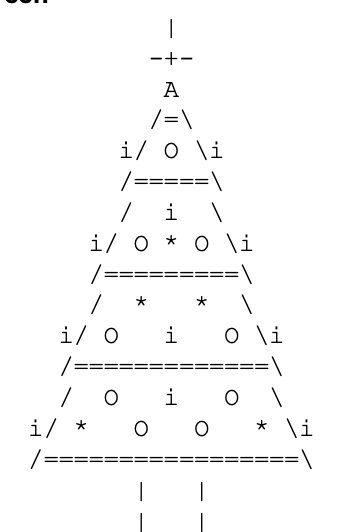 |
        -+-
         A
        /=\
      i/ O \i
      /=====\
      /  i  \
    i/ O * O \i
    /=========\
    /  *   *  \
  i/ O   i   O \i
  /=============\
  /  O   i   O  \
i/ *   O   O   * \i
/=================\
       |   |
       |   |